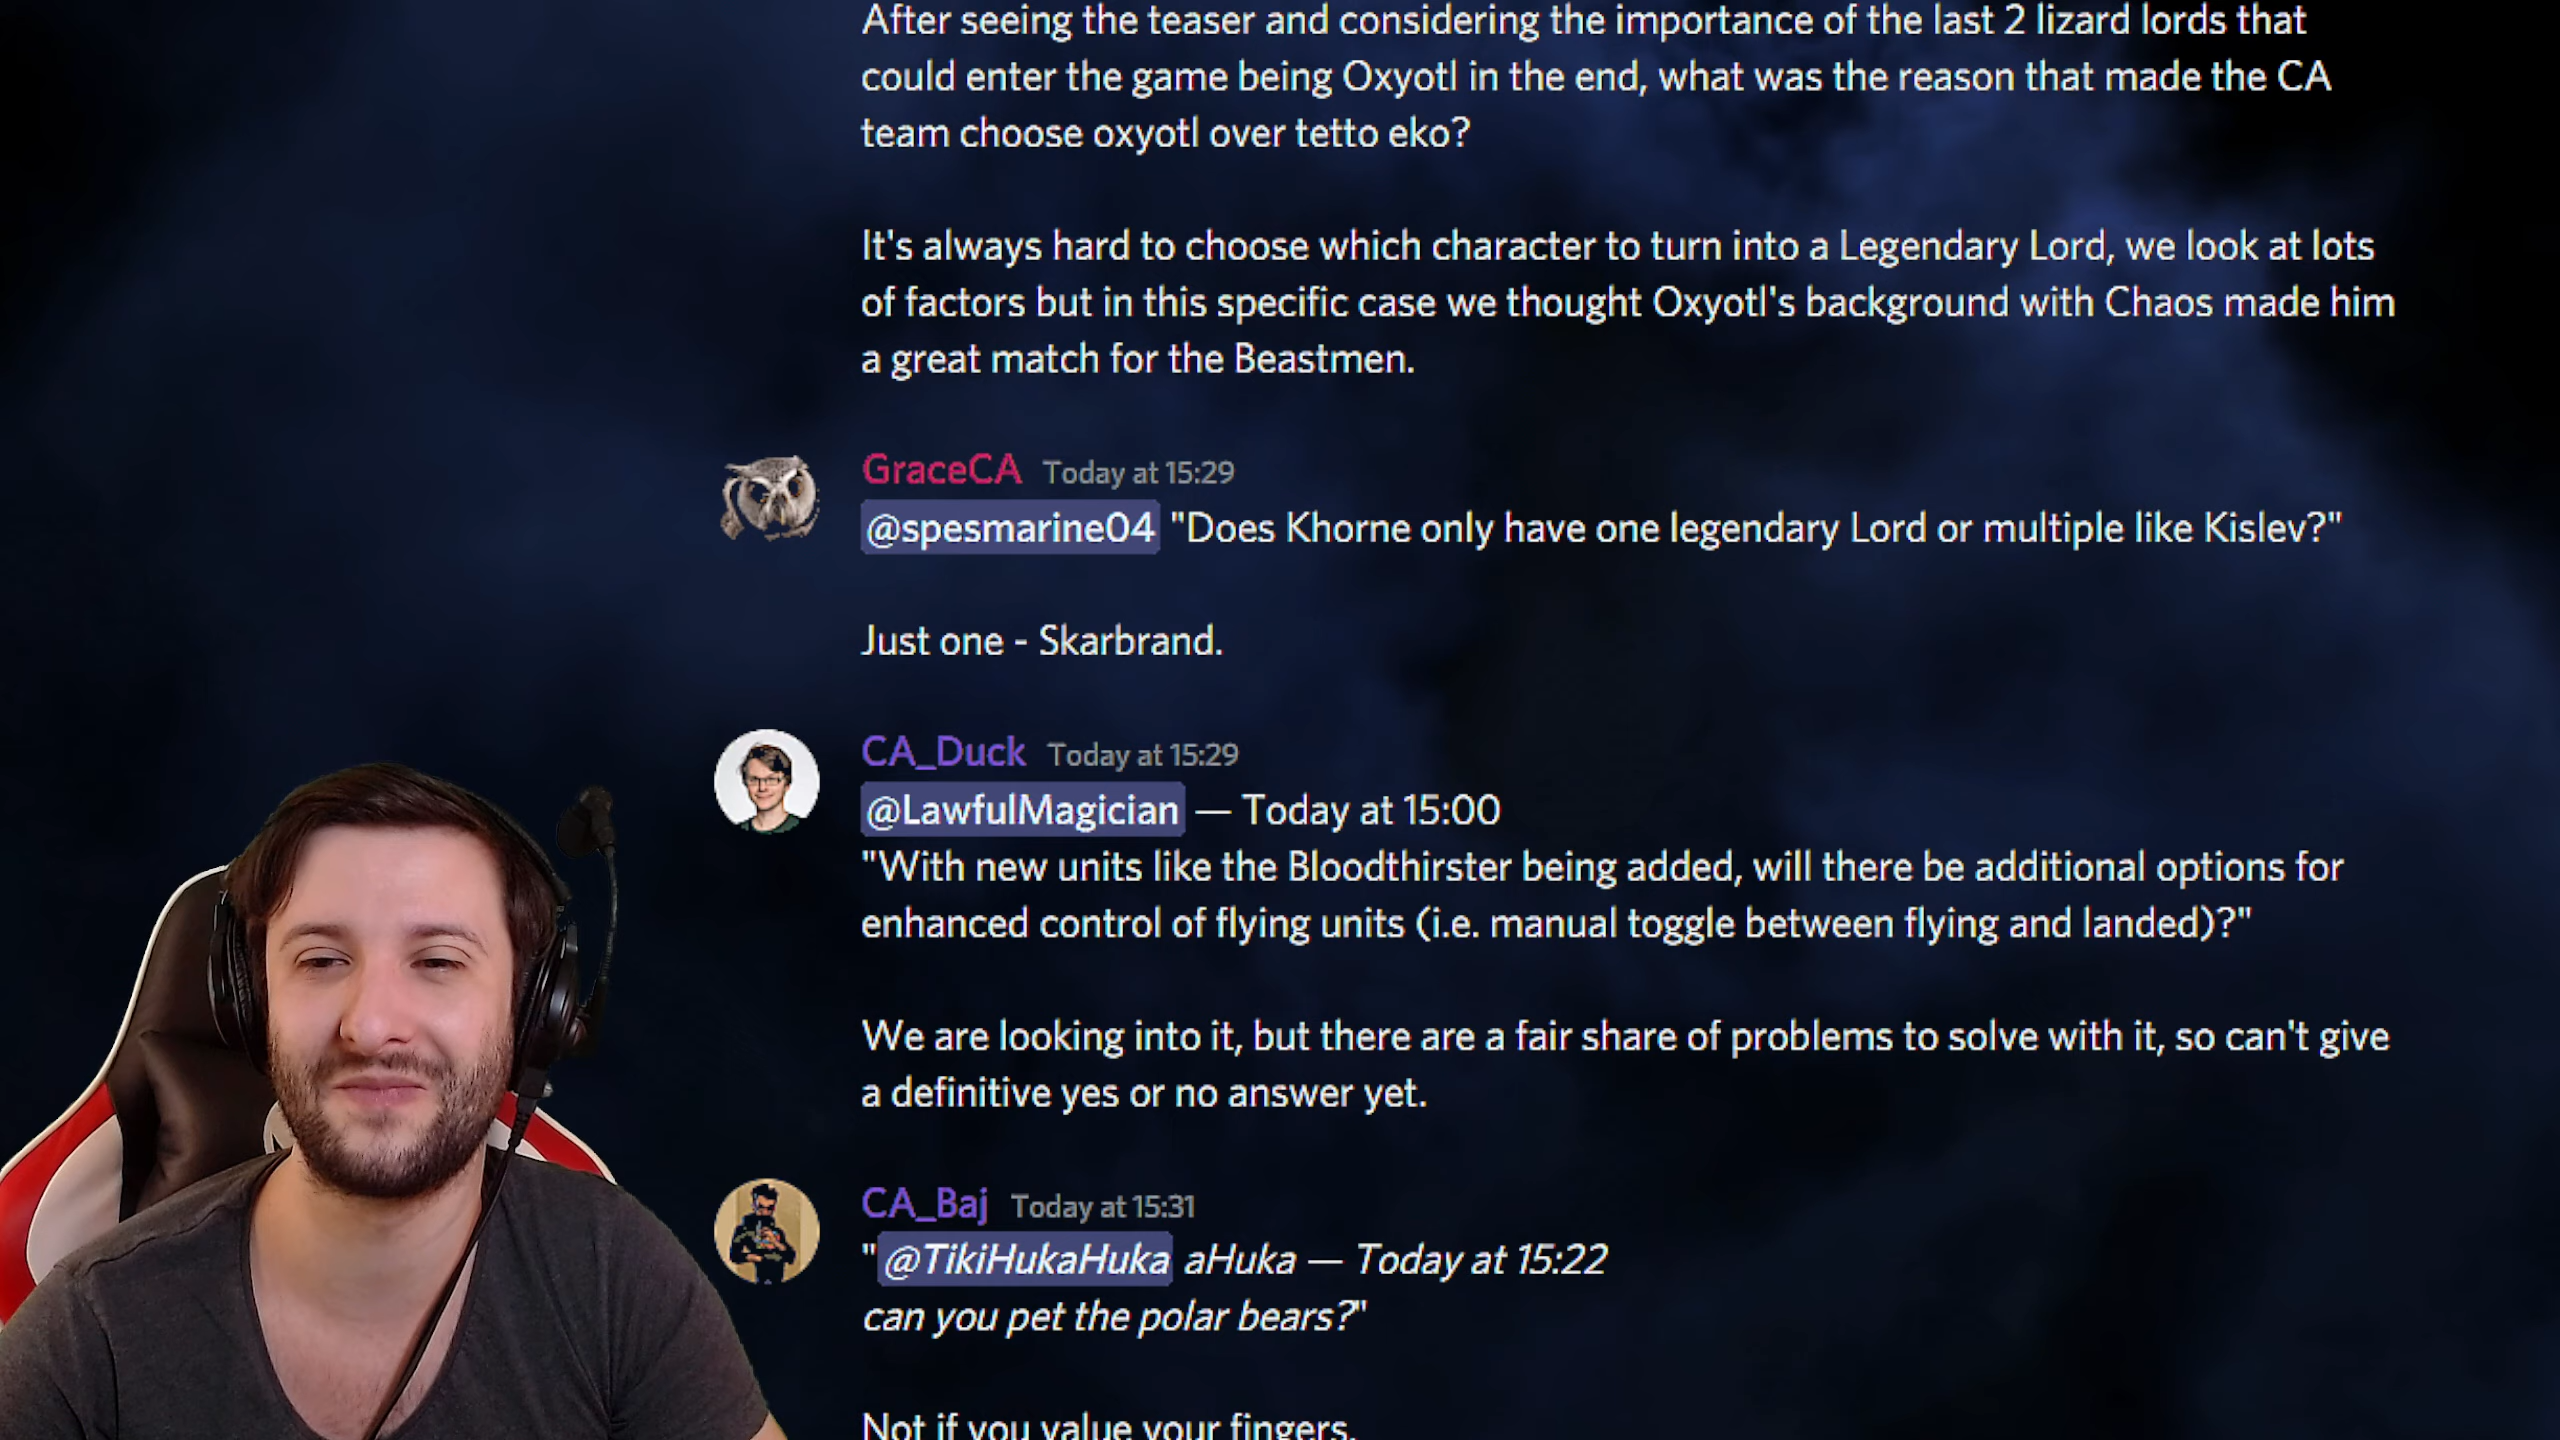 After seeing the teaser and considering the importance of the last 2 lizard lords that
could enter the game being Oxyotl in the end, what was the reason that made the CA
team choose oxyotl over tetto eko?
It's always hard to choose which character to turn into a Legendary Lord, we look at lots
of factors but in this specific case we thought Oxyotl's background with Chaos made him
a great match for the Beastmen.
GraceCA Today at 15:29
@spesmarine04 "Does Khorne only have one legendary Lord or multiple like Kislev?"
Just one - Skarbrand.
CA_Duck Today at 15:29
@LawfulMagician — Today at 15:00
"With new units like the Bloodthirster being added, will there be additional options for
enhanced control of flying units (i.e. manual toggle between flying and landed)?"
We are looking into it, but there are a fair share of problems to solve with it, so can't give
a definitive yes or no answer yet.
CA_Baj Today at 15:31
"@TikiHukaHuka aHuka — Today at 15:22
can you pet the polar bears?"
Not if you value your fingers.